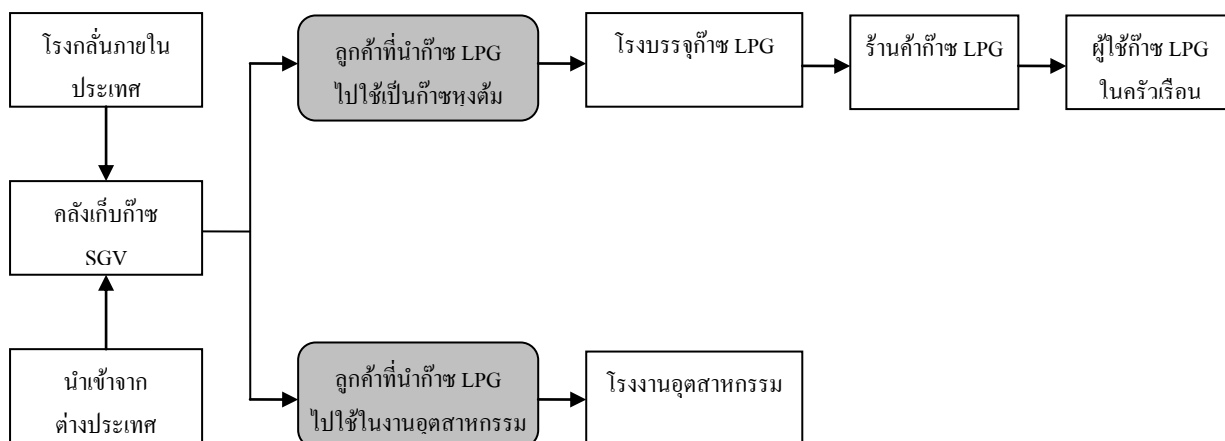 โรงกลั่นภายใน
ประเทศ
ลูกค้าที่นำก๊าซ LPG
ไปใช้เป็นก๊าซหุงต้ม
โรงบรรจุก๊าซ LPG
ร้านค้าก๊าซ LPG
ผู้ใช้ก๊าซ LPG
ในครัวเรือน
คลังเก็บก๊าซ
SGV
นำเข้าจาก
ต่างประเทศ
ลูกค้าที่นำก๊าซ LPG
ไปใช้ในงานอุตสาหกรรม
โรงงานอุตสาหกรรม